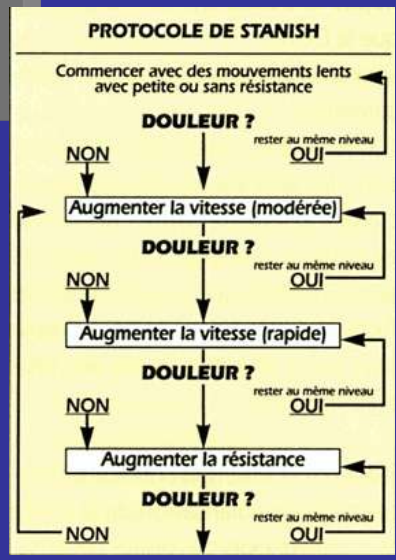 PROTOCOLE DE STANISH
Commencer avec des mouvements lents
avec petite ou sans résistance
DOULEUR ?
rester au même niveau
NON
OUI
Augmenter la vitesse (modérée)
DOULEUR ?
rester au même niveau
NON
OUI
Augmenter la vitesse (rapide)
DOULEUR ?
rester au même niveau
NON
OUI
Augmenter la résistance
DOULEUR ?
rester au même niveau
NON
OUI